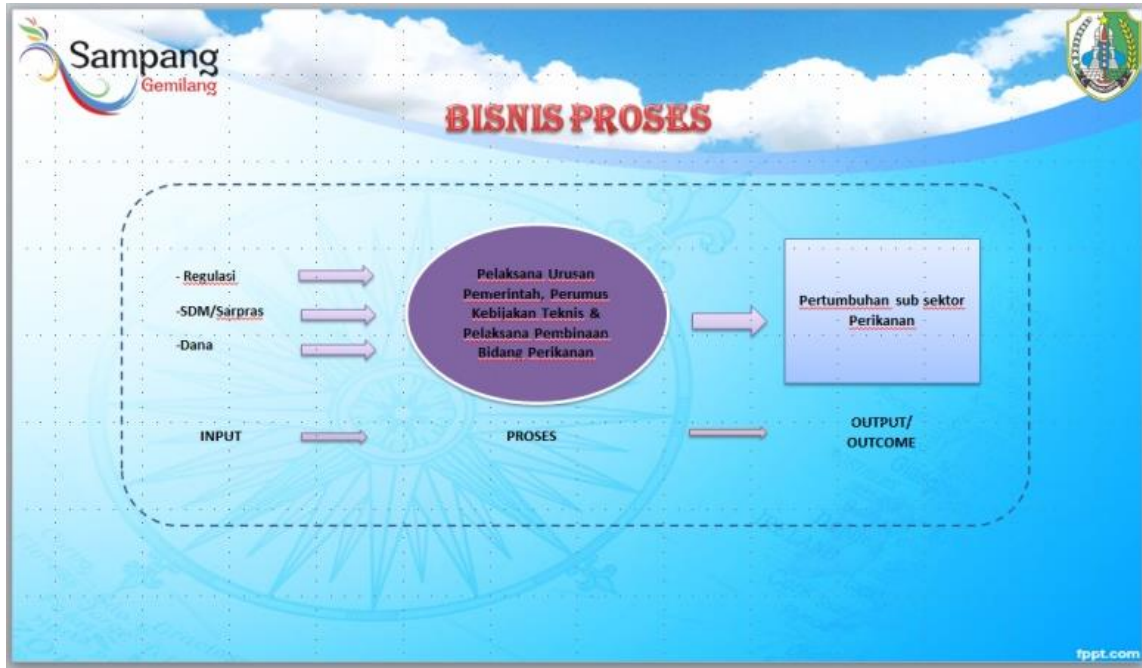 Sampang
Gemilang
BISNIS PROSES
- Regulasi
-SDM/Sarpras
-Dana
Pelaksana Urusan
Pemerintah, Perumus
Kebijakan Teknis &
Pelaksana Pembinaan
Bidang Perikanan
Pertumbuhan sub sektor
Perikanan
INPUT
PROSES
OUTPUT/
OUTCOME
fppt.com